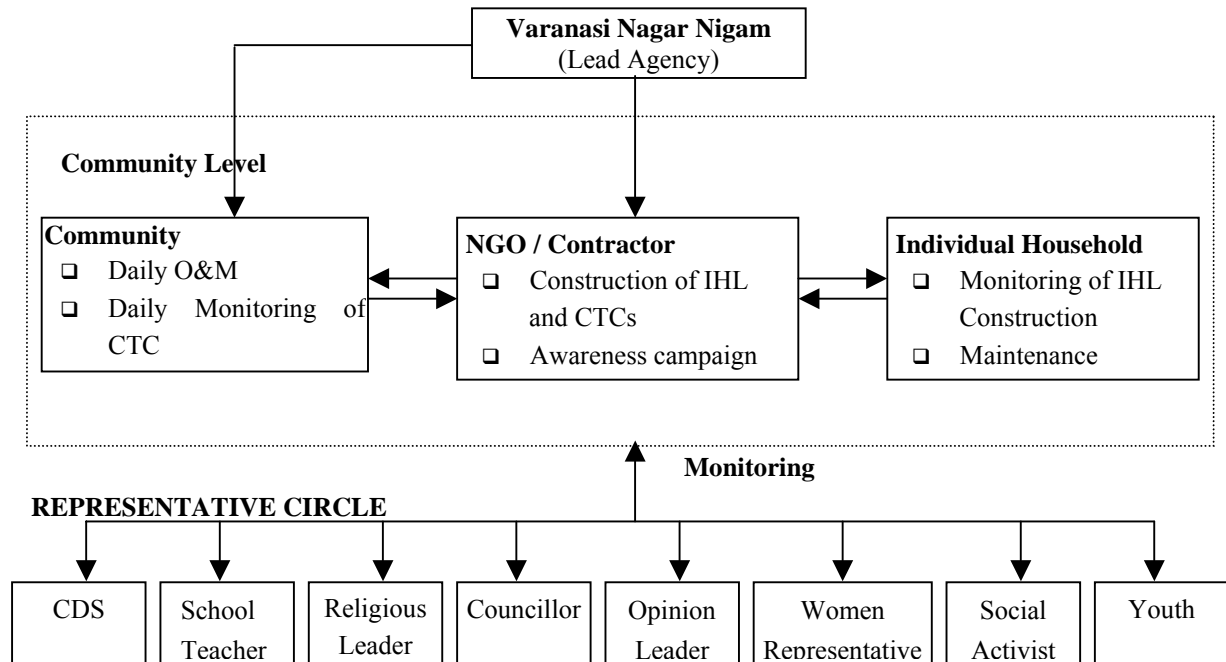 Varanasi Nagar Nigam
(Lead Agency)
Community Level
Community
❑ Daily O&M
❑ Daily Monitoring of
CTC
NGO / Contractor
❑ Construction of IHL
and CTCs
❑ Awareness campaign
Individual Household
❑ Monitoring of IHL
Construction
❑ Maintenance
Monitoring
REPRESENTATIVE CIRCLE
CDS
School
Teacher
Religious
Leader
Councillor
Opinion
Leader
Women
Representative
Social
Activist
Youth